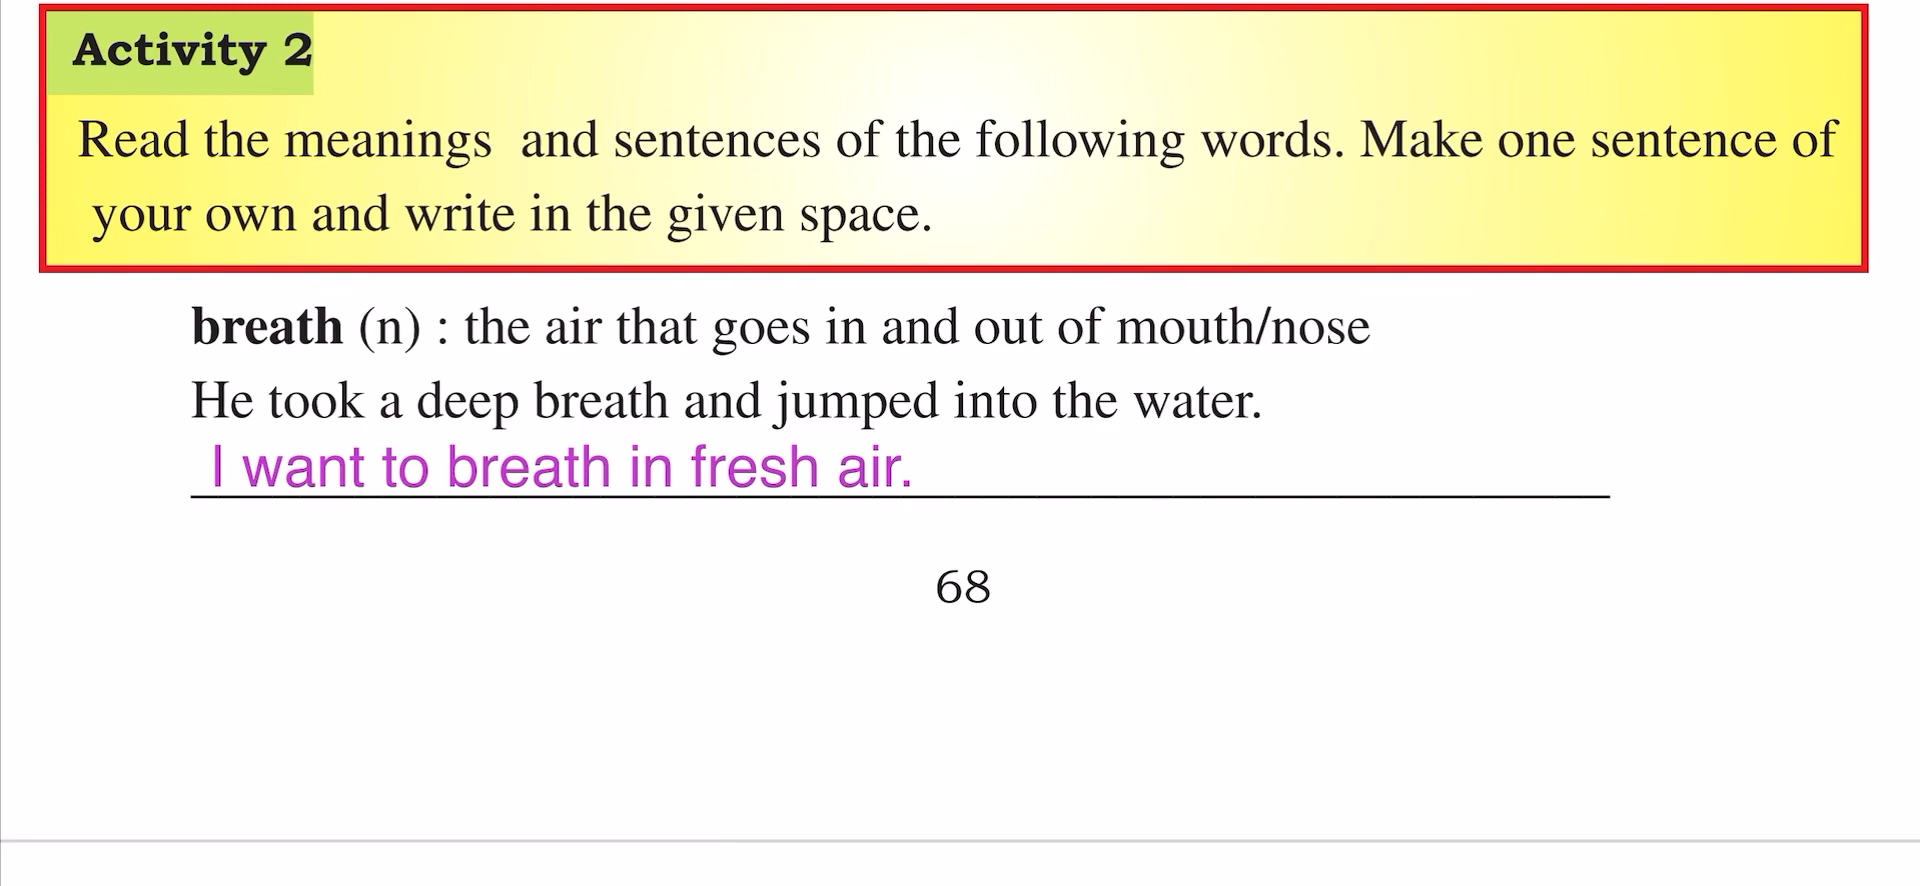 Activity 2
Read the meanings and sentences of the following words. Make one sentence of
your own and write in the given space.
breath (n) : the air that goes in and out of mouth/nose
He took a deep breath and jumped into the water.
I want to breath in fresh air.
68